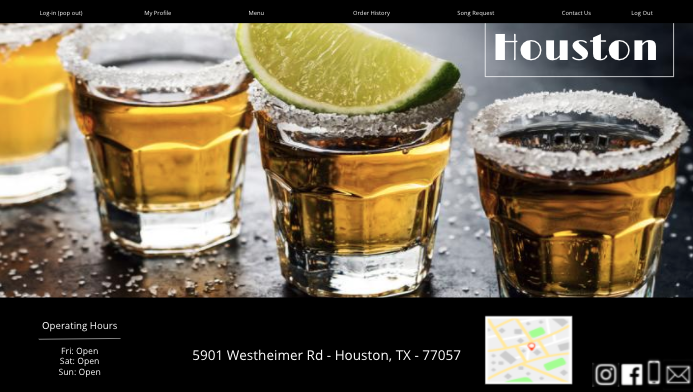 Log-in (pop out) My Profile Menu Order History Song Request Contact Us Log Out
Houston
Operating Hours
Fri: Open
Sat: Open
Sun: Open
5901 Westheimer Rd - Houston, TX - 77057